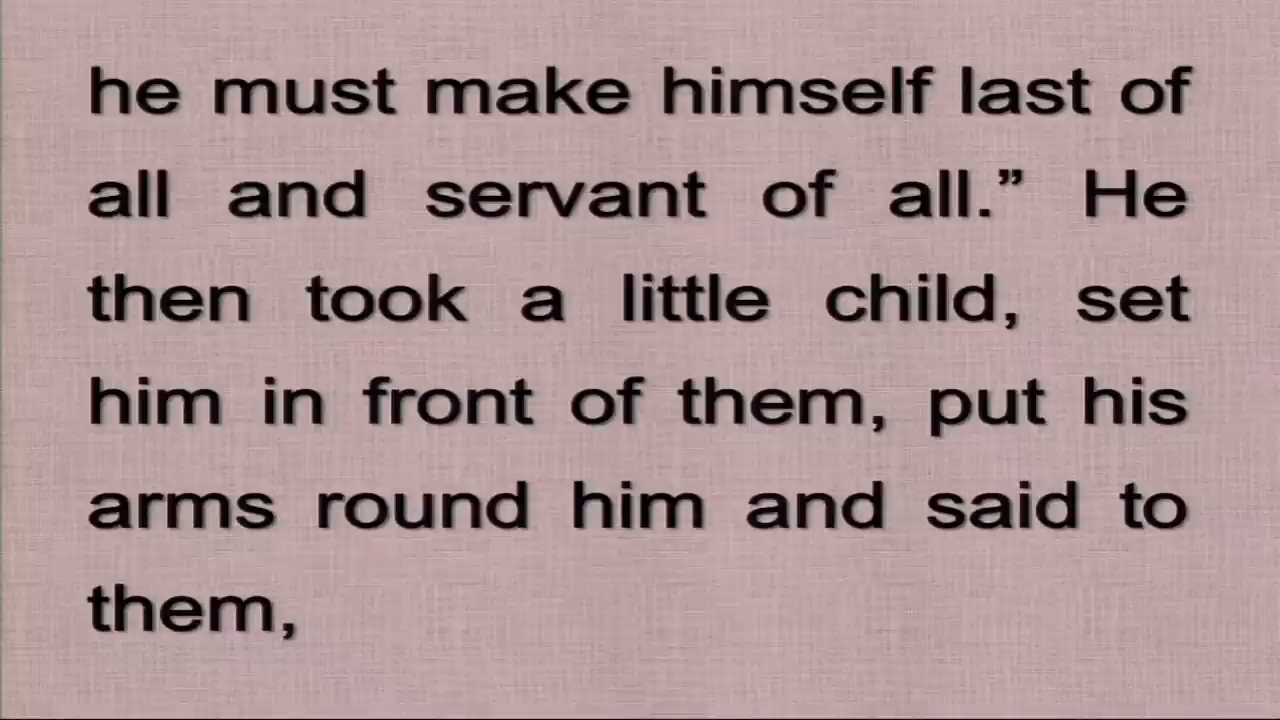 he must make himself last of
all and servant of all.” He
then took a little child, set
him in front of them, put his
arms round him and said to
them,